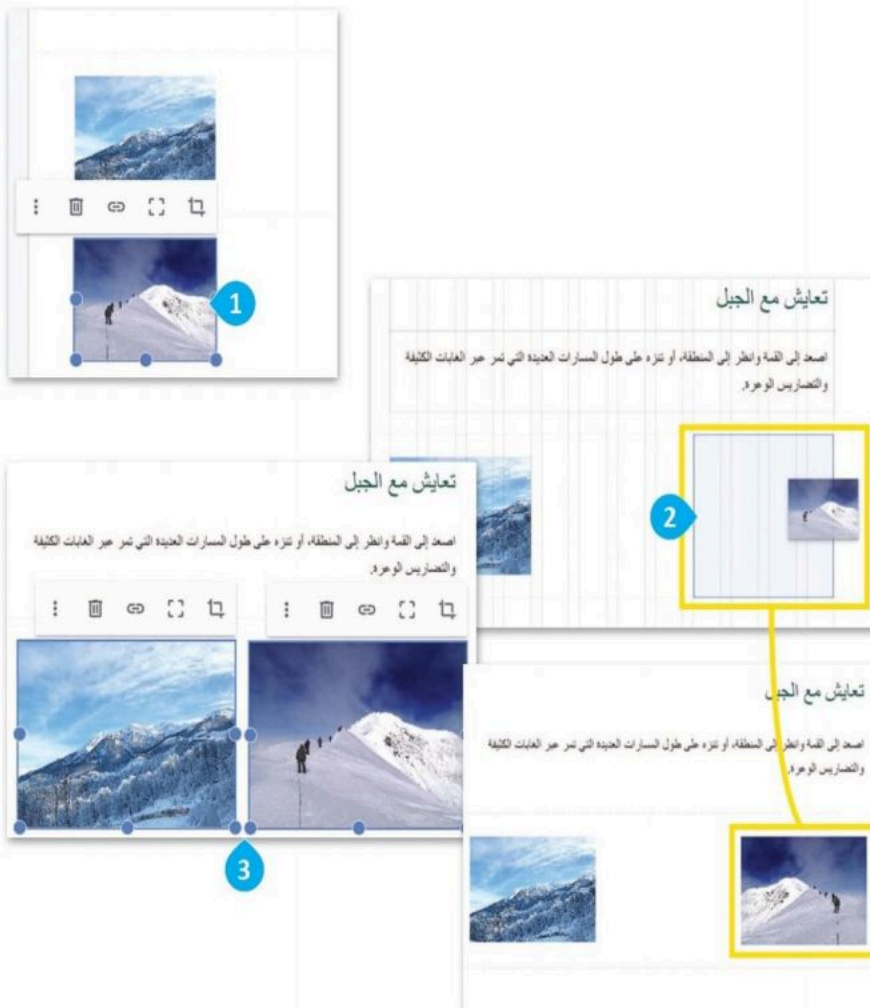 1
تعايش مع الجبل
اصعد إلى القمة وانظر إلى المنطقة، أو تنزه على طول المسارات العديدة التي تمر عبر الغابات الكثيفة
والتضاريس الوعرة.
2
تعايش مع الجبل
اصعد إلى القمة وانظر إلى المنطقة، أو تنزه على طول المسارات العديدة التي تمر عبر الغابات الكثيفة
والتضاريس الوعرة.
3
تعايش مع الجبل
اصعد إلى القمة وانظر إلى المنطقة، أو تنزه على طول المسارات العديدة التي تمر عبر الغابات الكثيفة
والتضاريس الوعرة.